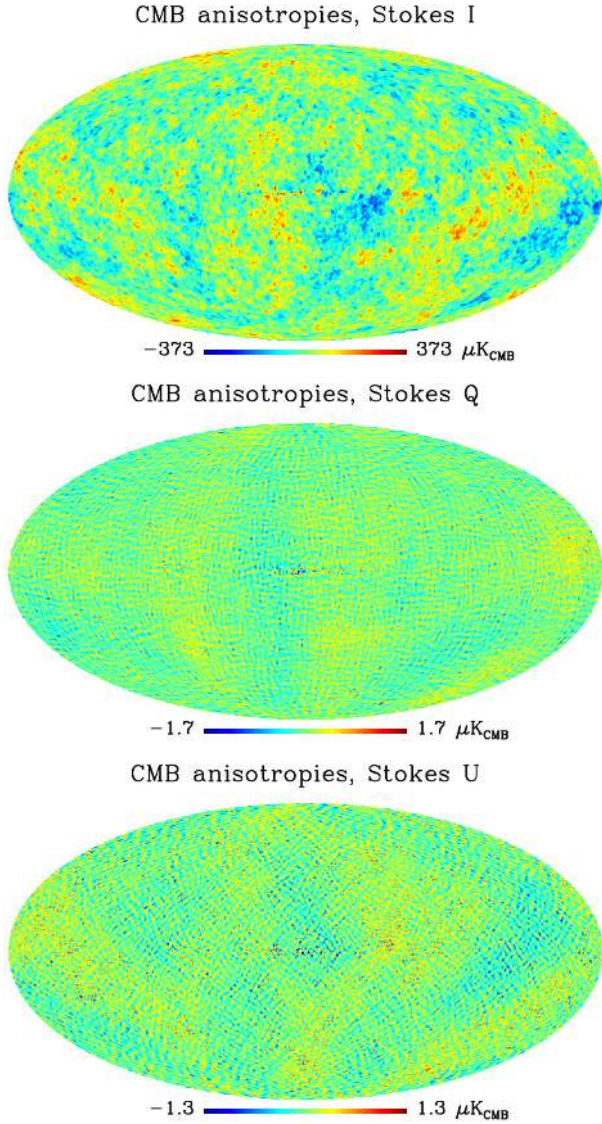 CMB anisotropies, Stokes I
−373 373 μK_CMB
CMB anisotropies, Stokes Q
−1.7 1.7 μK_CMB
CMB anisotropies, Stokes U
−1.3 1.3 μK_CMB